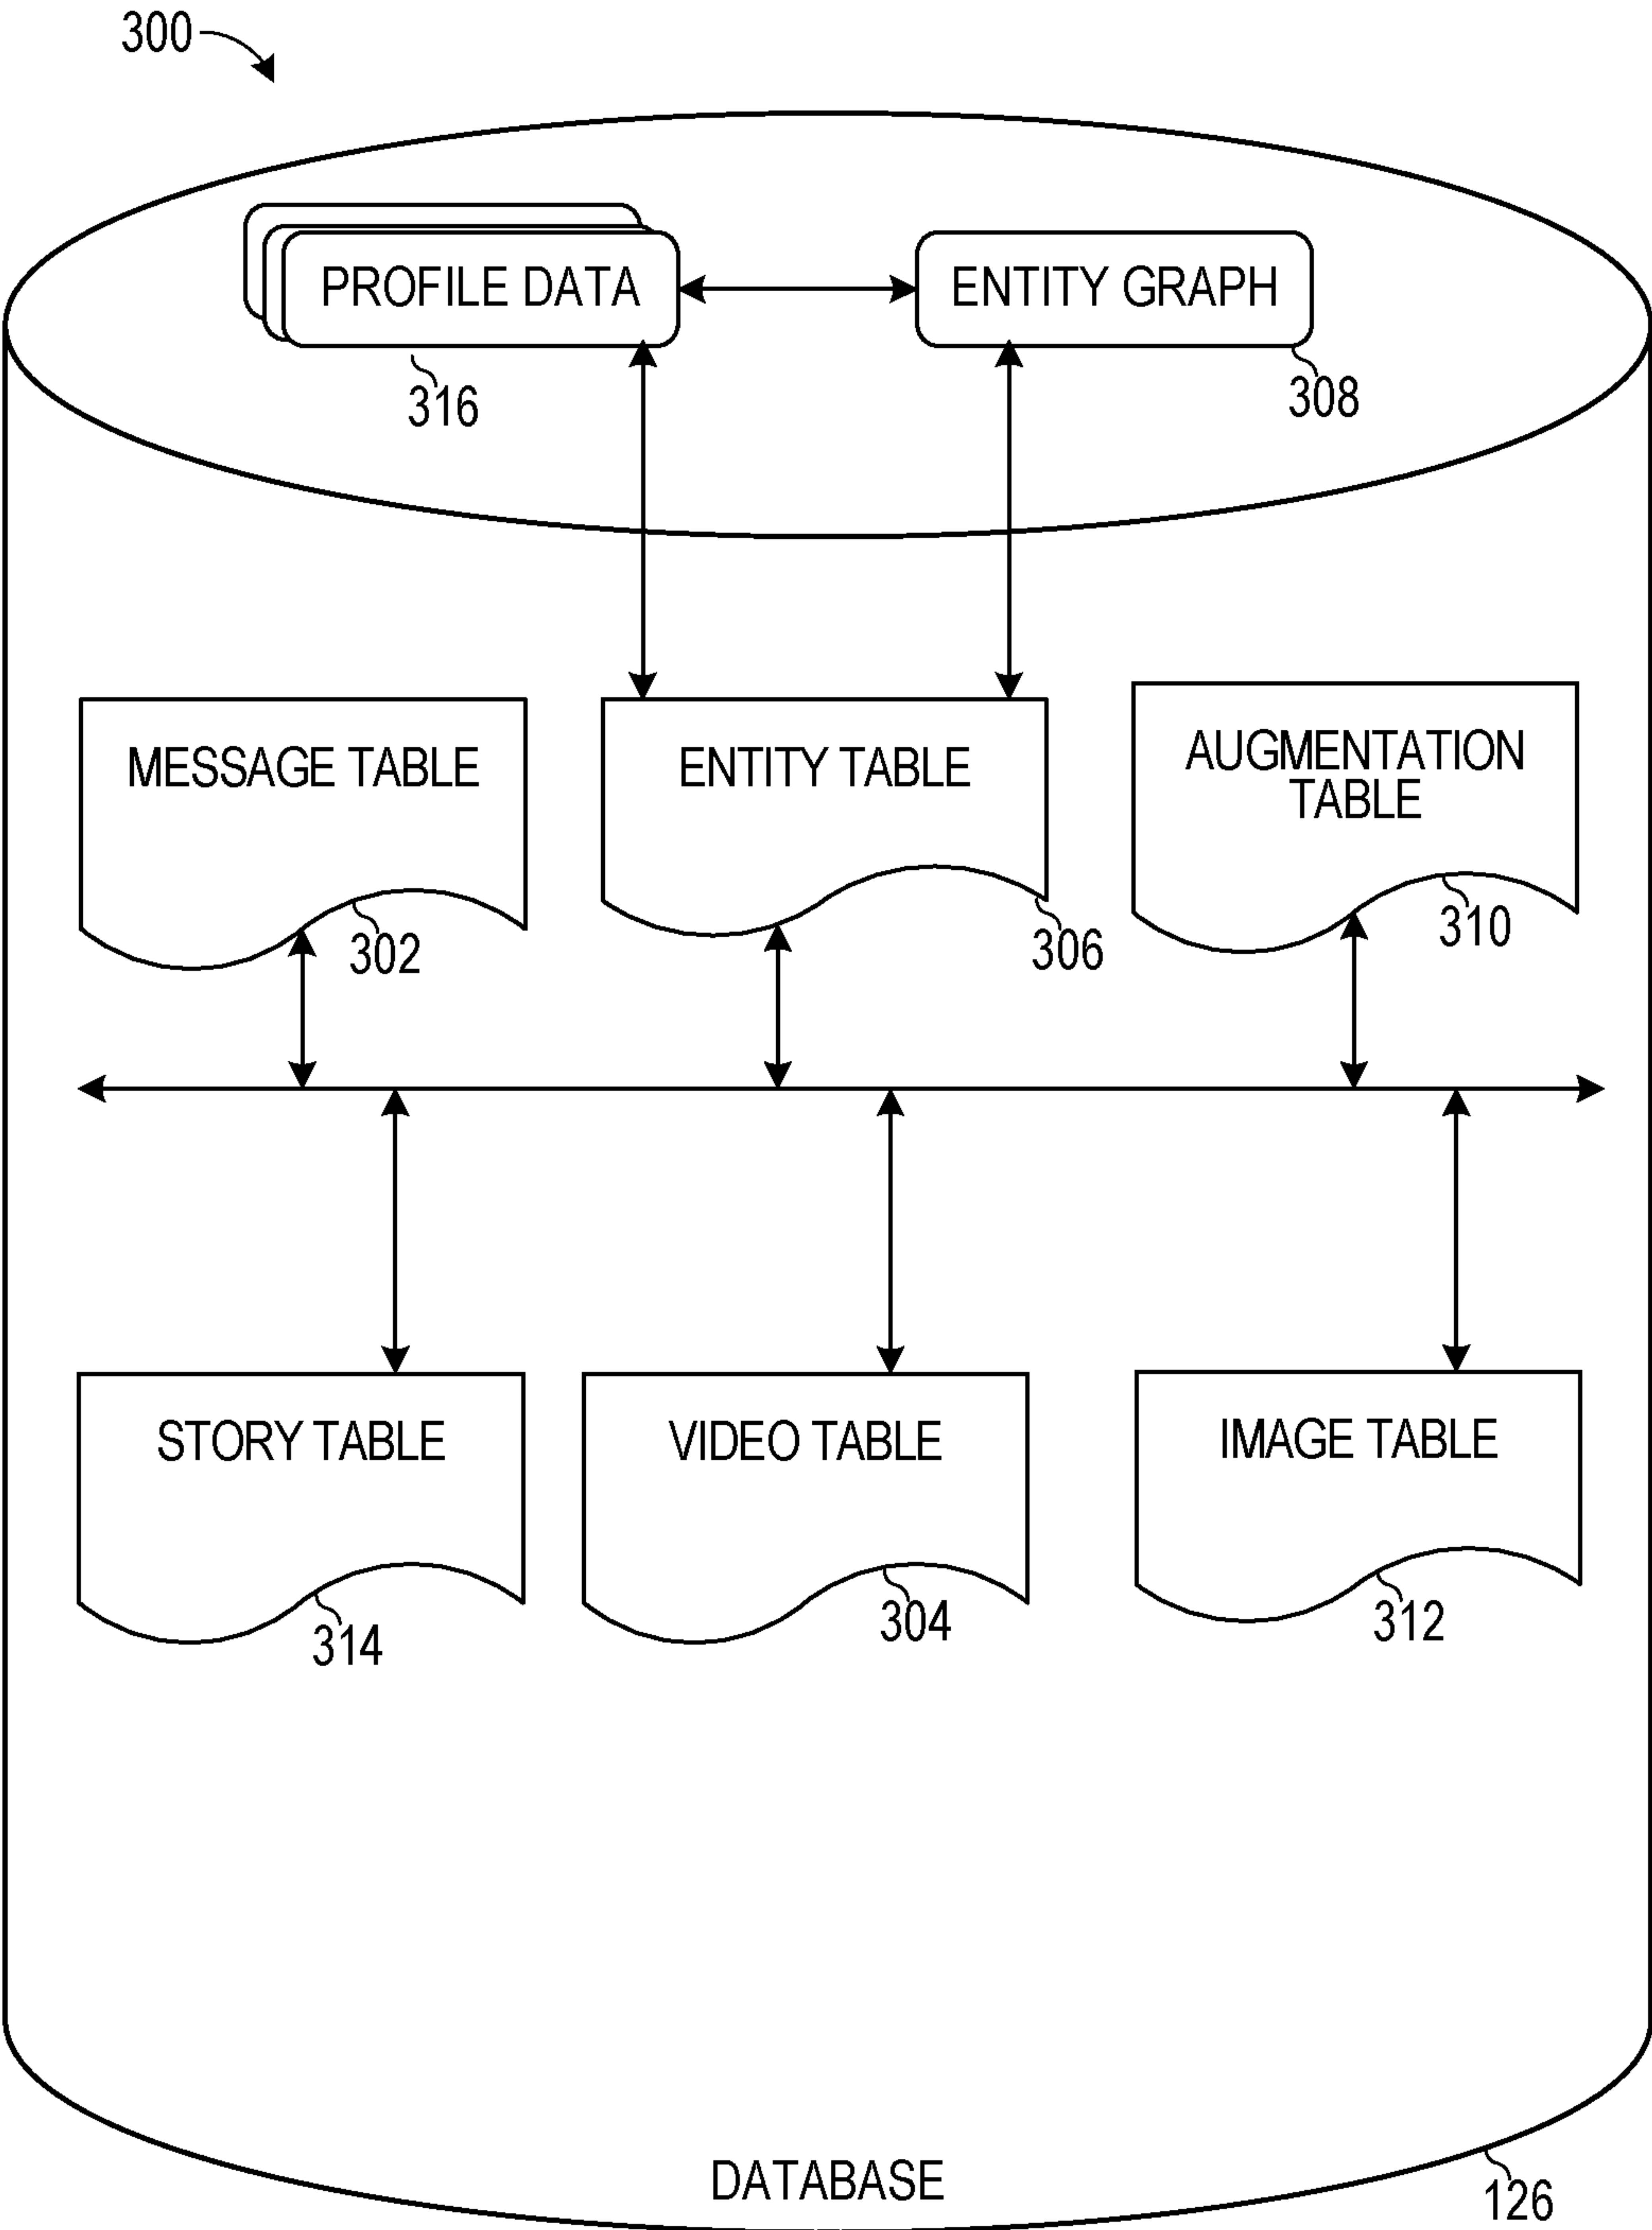 300
PROFILE DATA
ENTITY GRAPH
316
308
MESSAGE TABLE
ENTITY TABLE
AUGMENTATION
TABLE
302
306
310
STORY TABLE
VIDEO TABLE
IMAGE TABLE
314
304
312
DATABASE
126